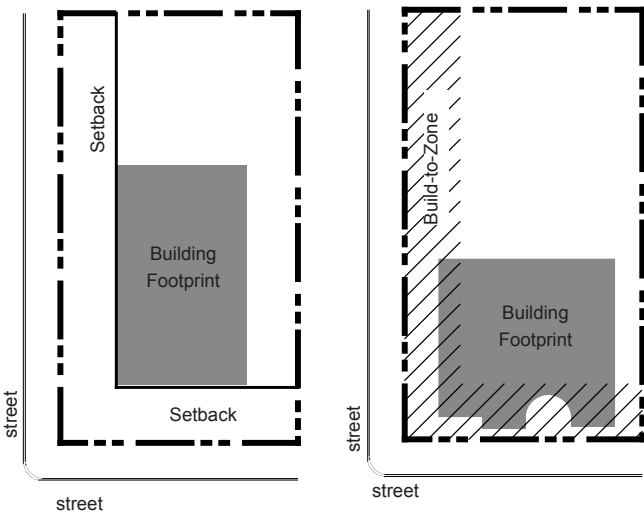 Setback
Building
Footprint
Setback
street
street
Build-to-Zone
Building
Footprint
street
street